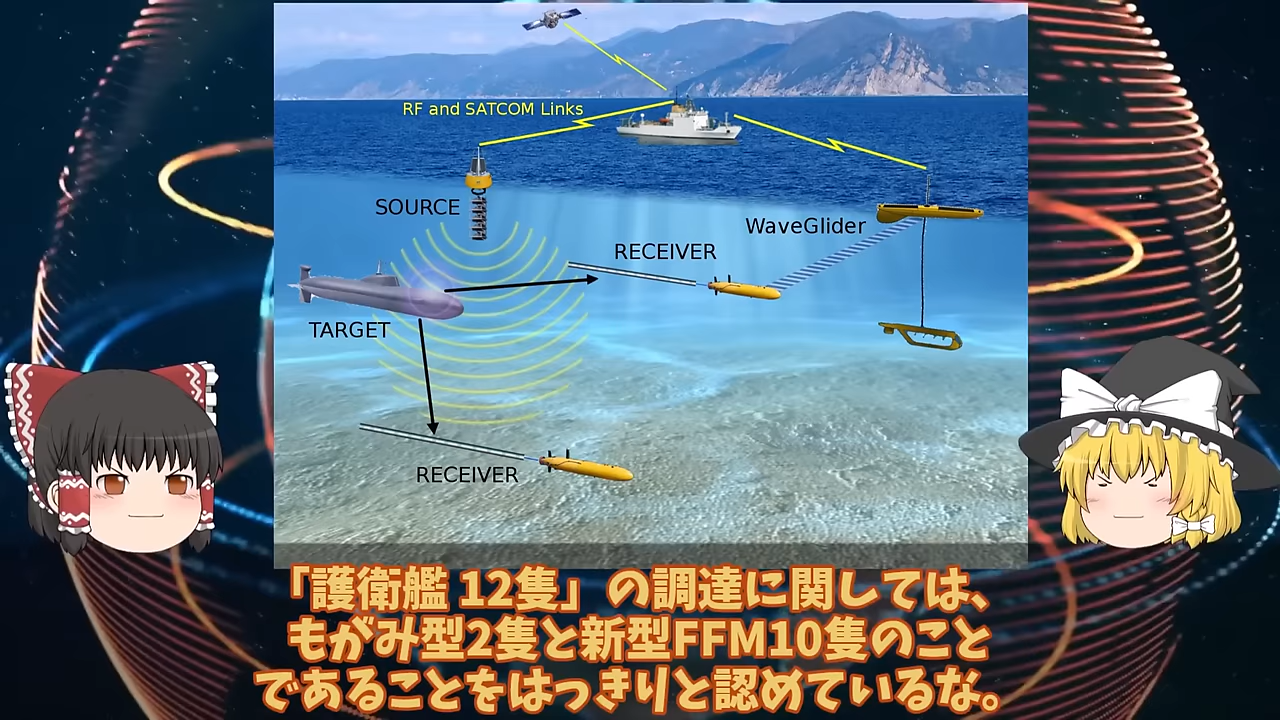 RF and SATCOM Links
SOURCE
WaveGlider
RECEIVER
TARGET
RECEIVER
「護衛艦 12隻」の調達に関しては、
もがみ型2隻と新型FFM10隻のこと
であることをはっきりと認めているな。